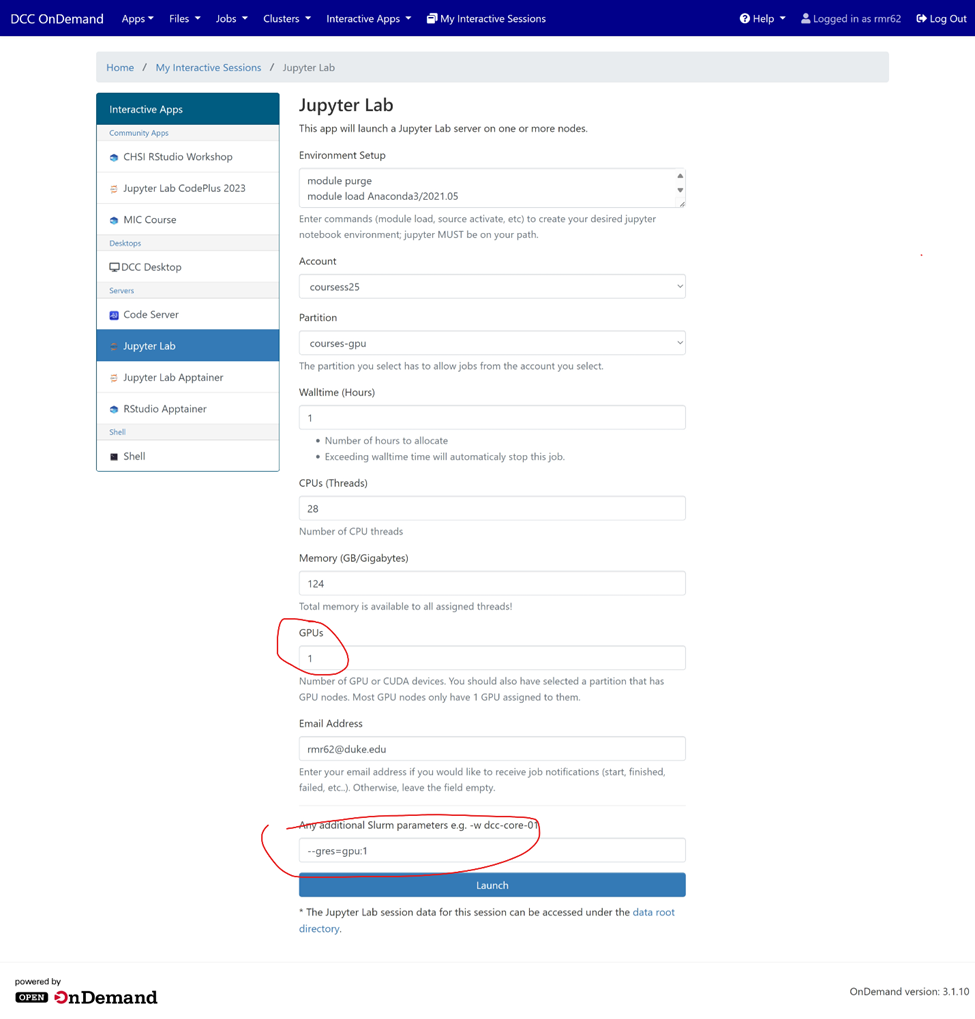 DCC OnDemand Apps Files Jobs Clusters Interactive Apps My Interactive Sessions Help Logged in as rmr62 Log Out
Home / My Interactive Sessions / Jupyter Lab
Interactive Apps
Community Apps
CHSI RStudio Workshop
Jupyter Lab CodePlus 2023
MIC Course
Desktops
DCC Desktop
Servers
Code Server
Jupyter Lab
Jupyter Lab Apptainer
RStudio Apptainer
Shell
Shell
Jupyter Lab
This app will launch a Jupyter Lab server on one or more nodes.
Environment Setup
module purge
module load Anaconda3/2021.05
Enter commands (module load, source activate, etc) to create your desired jupyter
notebook environment; jupyter MUST be on your path.
Account
coursess25
Partition
courses-gpu
The partition you select has to allow jobs from the account you select.
Walltime (Hours)
1
• Number of hours to allocate
• Exceeding walltime time will automaticaly stop this job.
CPUs (Threads)
28
Number of CPU threads
Memory (GB/Gigabytes)
124
Total memory is available to all assigned threads!
GPUs
1
Number of GPU or CUDA devices. You should also have selected a partition that has
GPU nodes. Most GPU nodes only have 1 GPU assigned to them.
Email Address
rmr62@duke.edu
Enter your email address if you would like to receive job notifications (start, finished,
failed, etc..). Otherwise, leave the field empty.
Any additional Slurm parameters e.g. -w dcc-core-01
--gres=gpu:1
Launch
* The Jupyter Lab session data for this session can be accessed under the data root
directory.
powered by
OPEN OnDemand
OnDemand version: 3.1.10